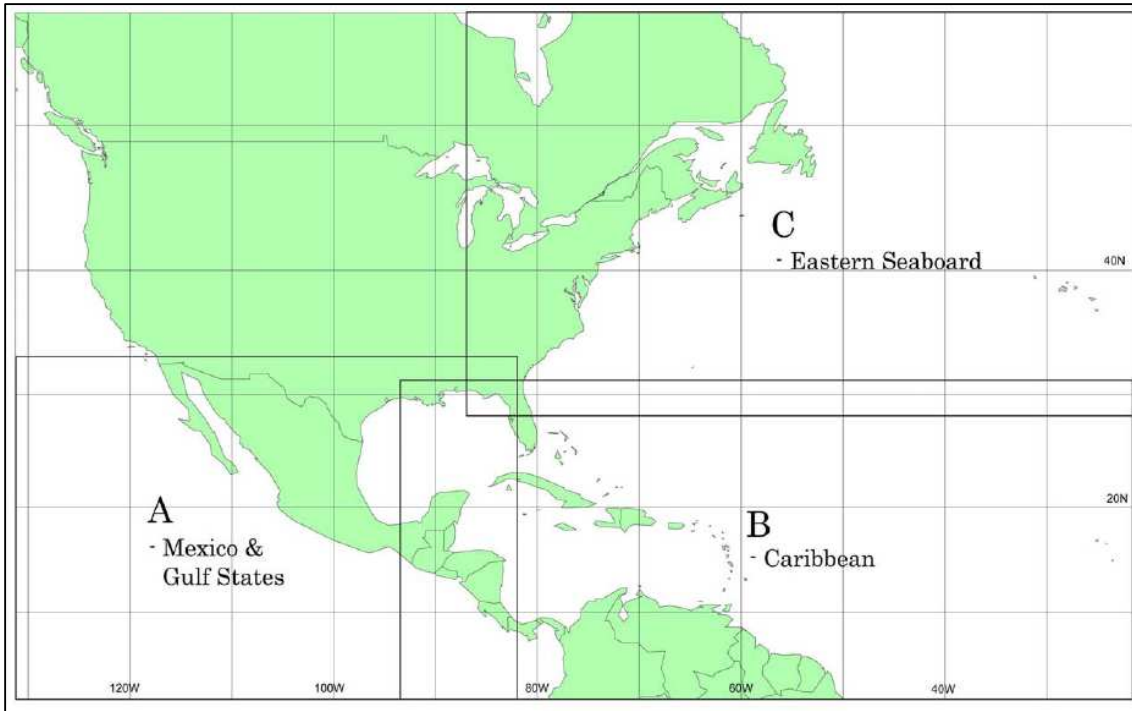 C
- Eastern Seaboard
40N
A
- Mexico &
Gulf States
B
- Caribbean
20N
120W
100W
80W
60W
40W